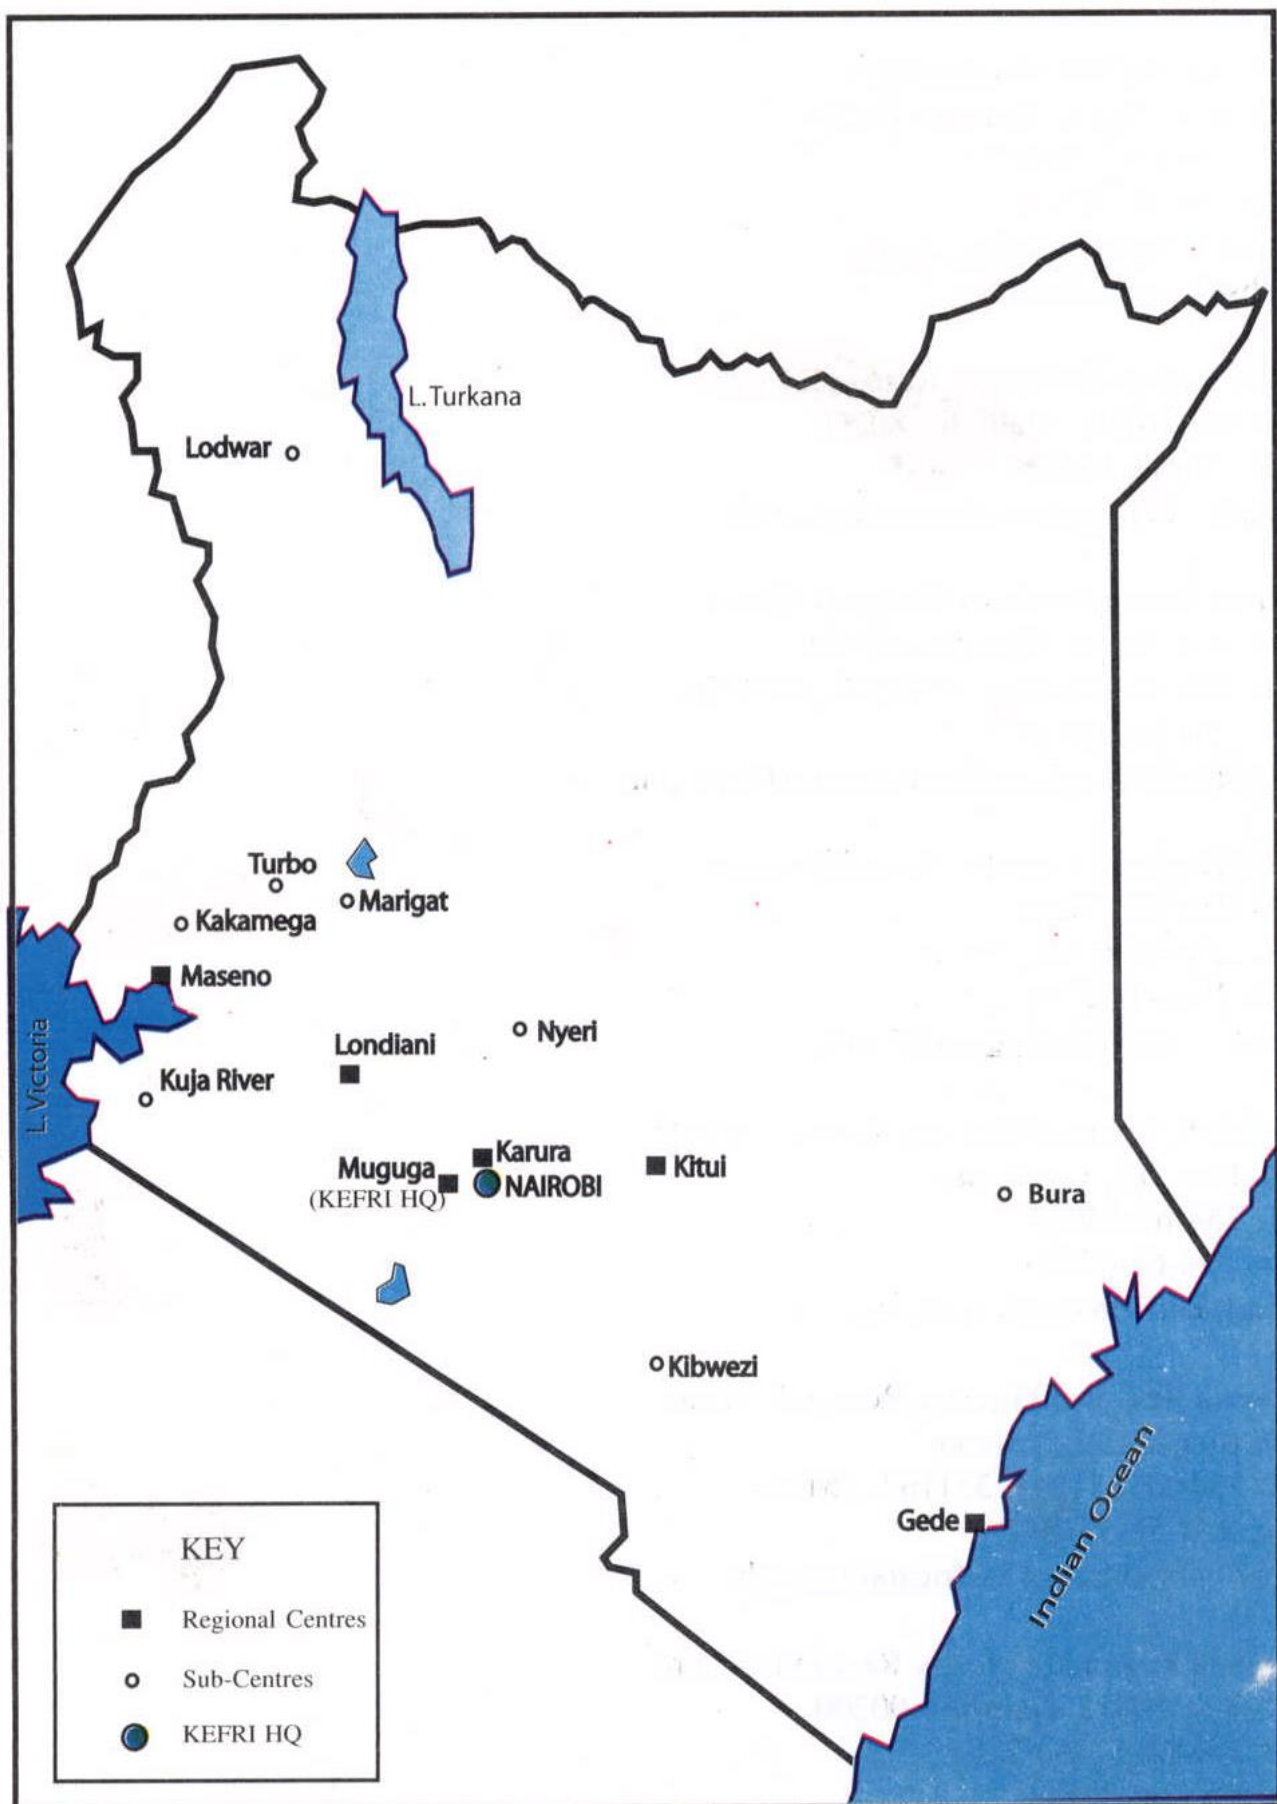 L.Turkana
Lodwar
Turbo
Marigat
Kakamega
Maseno
L.Victoria
Nyeri
Londiani
Kuja River
Karura
Muguga
(KEFRI HQ)
NAIROBI
Kitui
Bura
Kibwezi
Gede
Indian Ocean
KEY
Regional Centres
Sub-Centres
KEFRI HQ